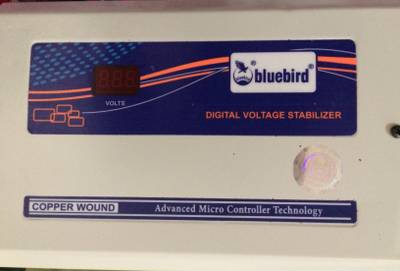 bluebird®
VOLTS
DIGITAL VOLTAGE STABILIZER
COPPER WOUND Advanced Micro Controller Technology